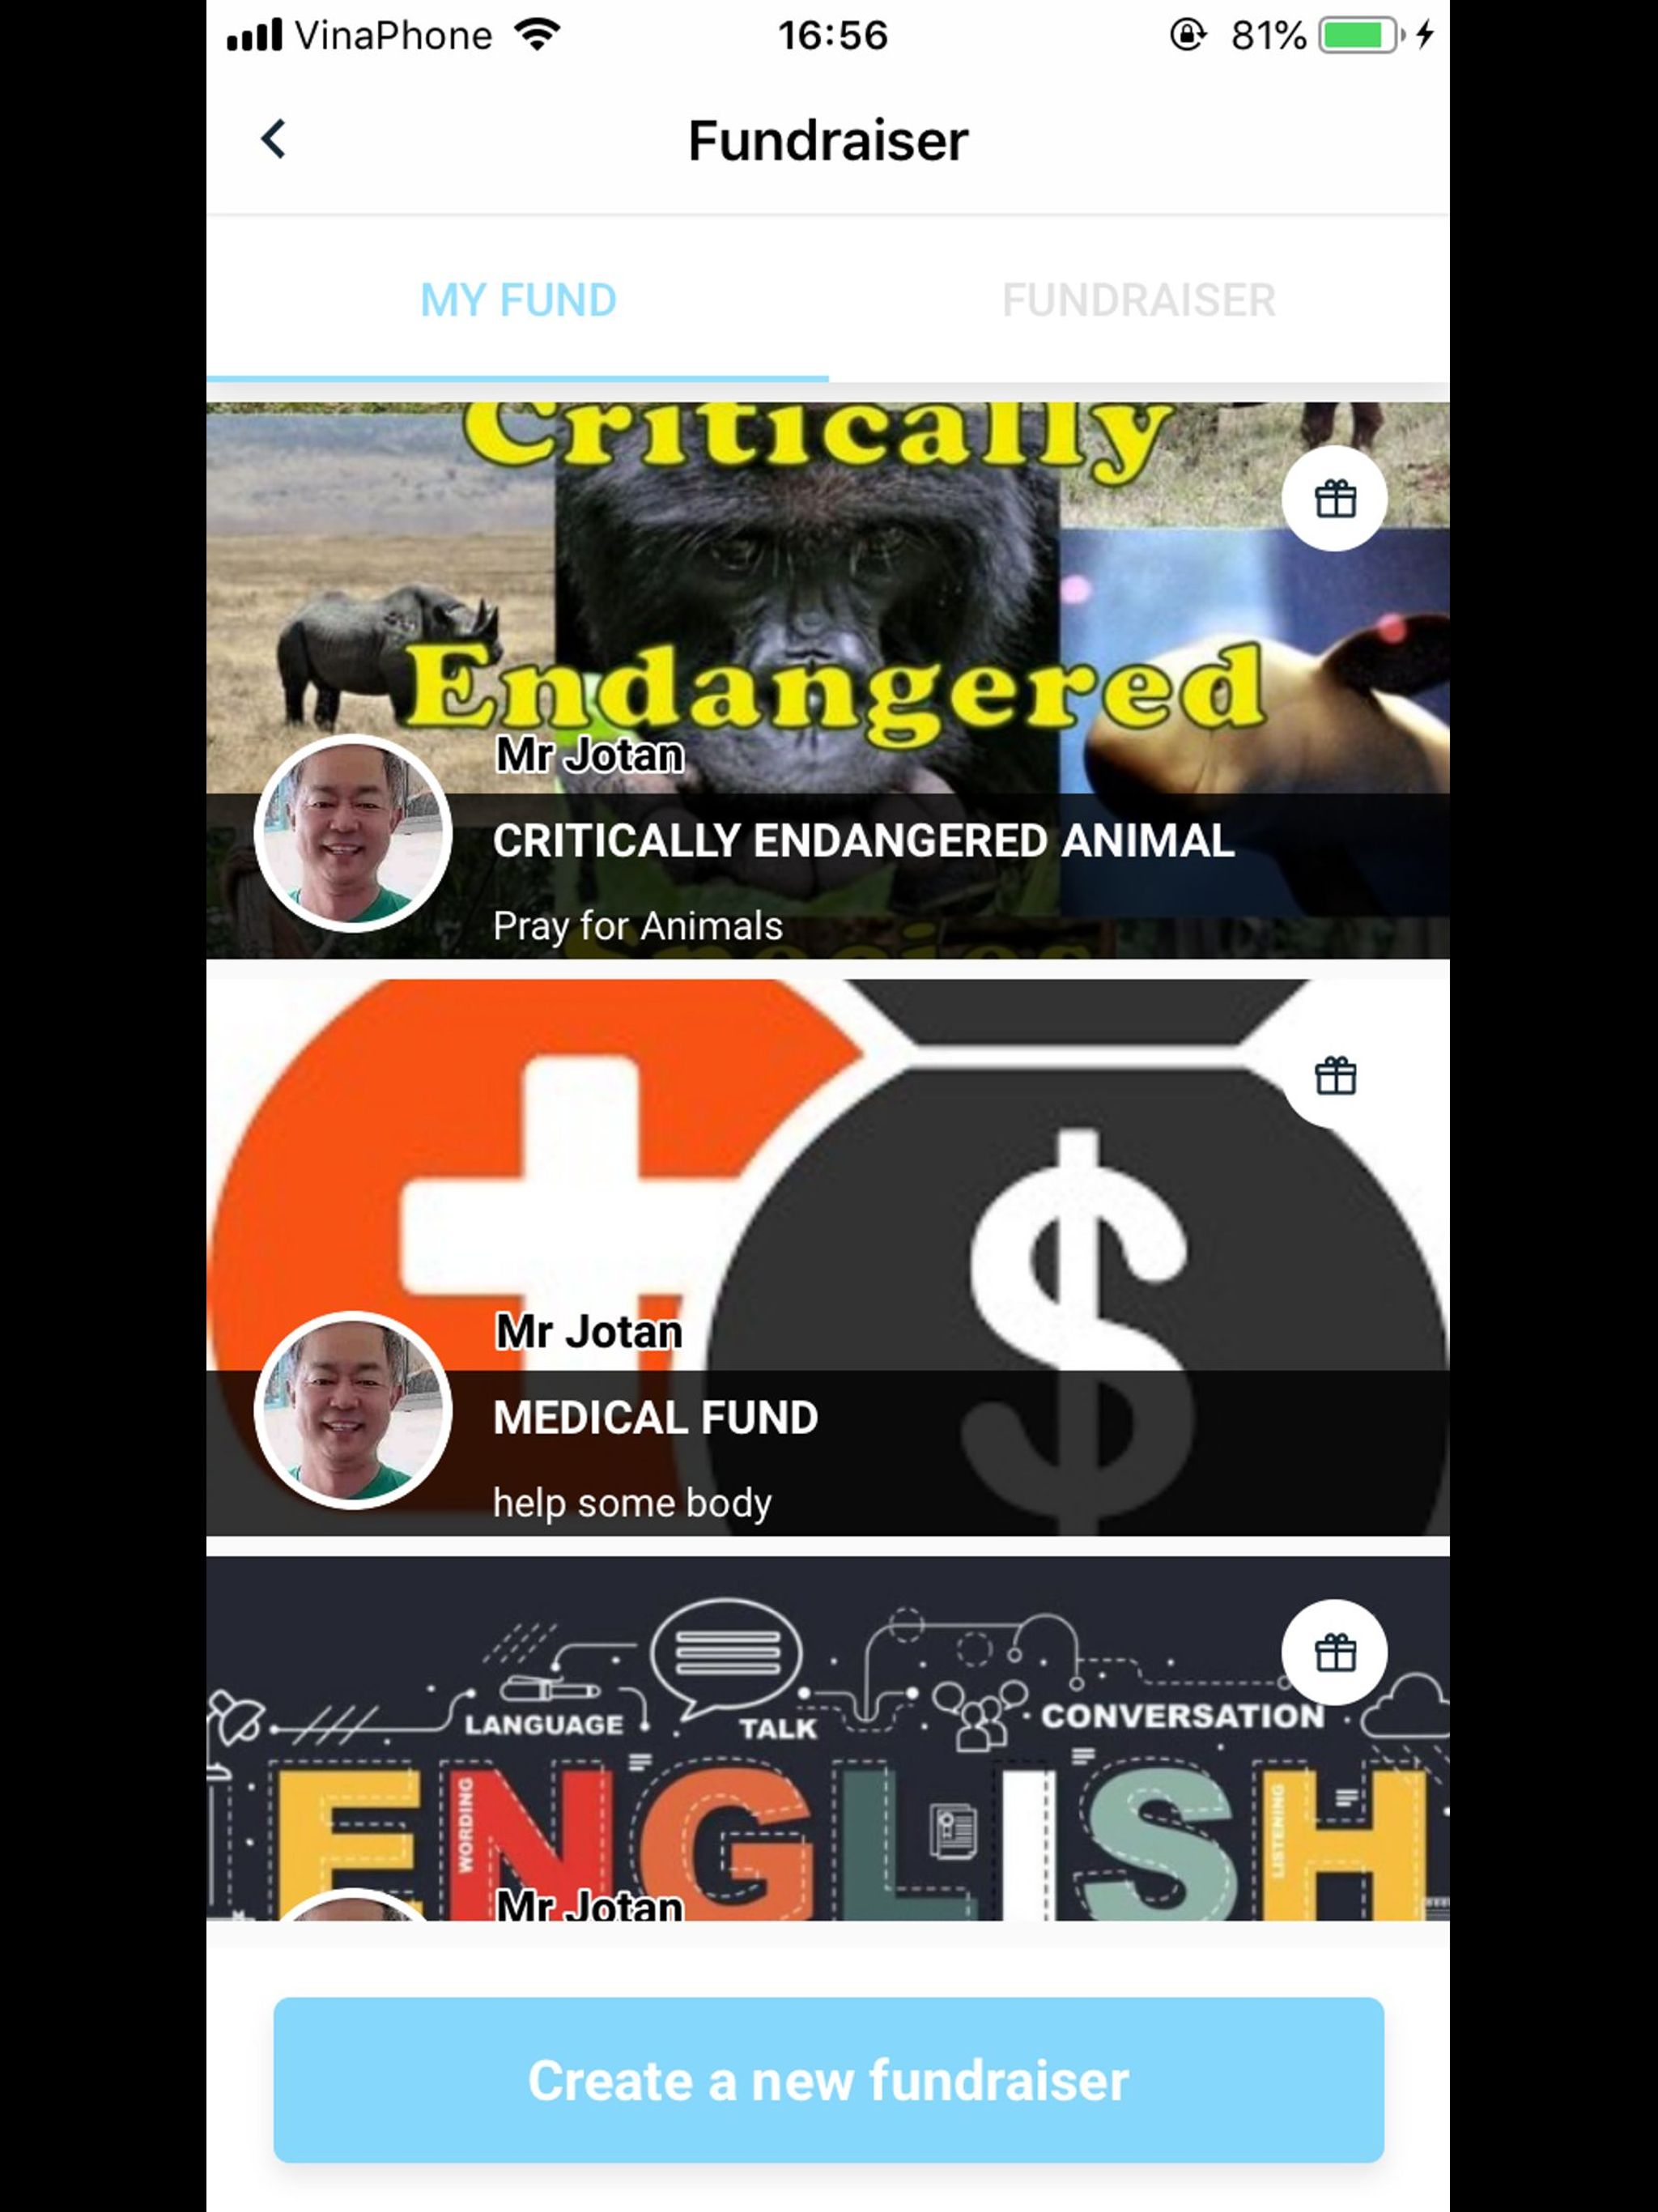 VinaPhone 16:56 81%
Fundraiser
MY FUND FUNDRAISER
Critically
Endangered
Mr Jotan
CRITICALLY ENDANGERED ANIMAL
Pray for Animals
Species
$
Mr Jotan
MEDICAL FUND
help some body
LANGUAGE TALK CONVERSATION
ENGLISH
WORDING
LISTENING
Mr Jotan
Create a new fundraiser